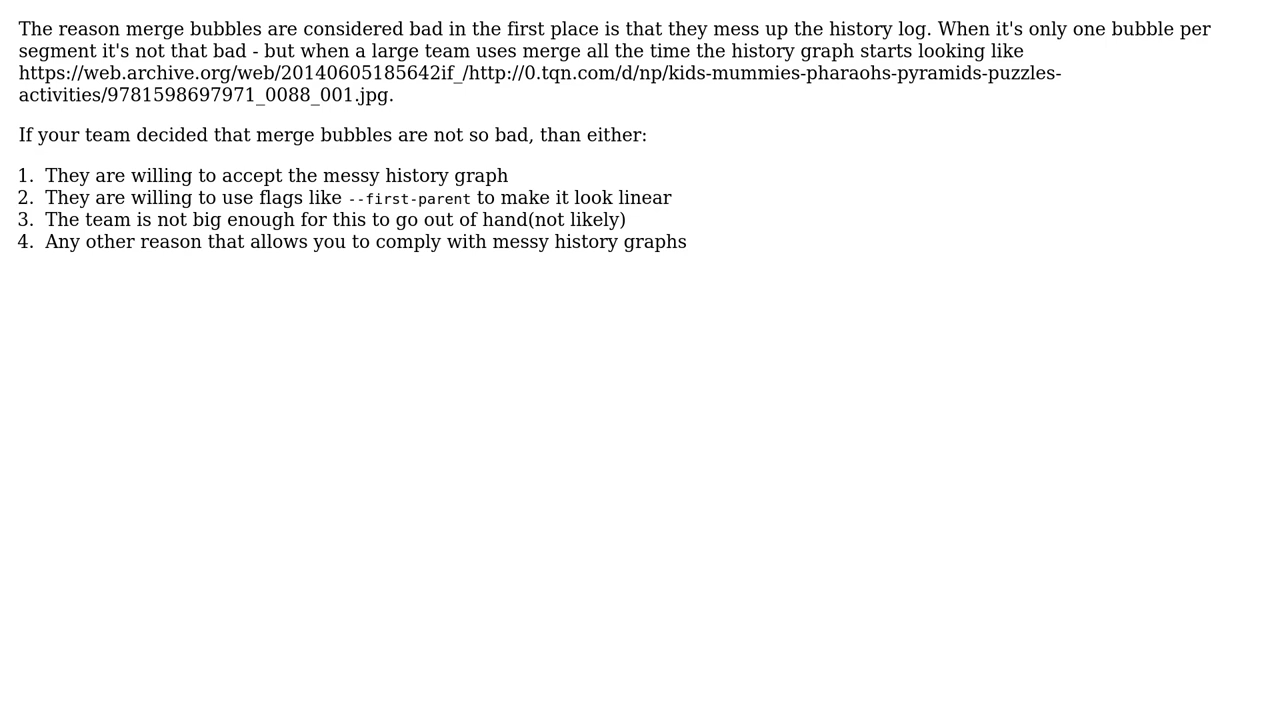 The reason merge bubbles are considered bad in the first place is that they mess up the history log. When it's only one bubble per
segment it's not that bad - but when a large team uses merge all the time the history graph starts looking like
https://web.archive.org/web/20140605185642if_/http://0.tqn.com/d/np/kids-mummies-pharaohs-pyramids-puzzles-
activities/9781598697971_0088_001.jpg.
If your team decided that merge bubbles are not so bad, than either:
1. They are willing to accept the messy history graph
2. They are willing to use flags like --first-parent to make it look linear
3. The team is not big enough for this to go out of hand(not likely)
4. Any other reason that allows you to comply with messy history graphs